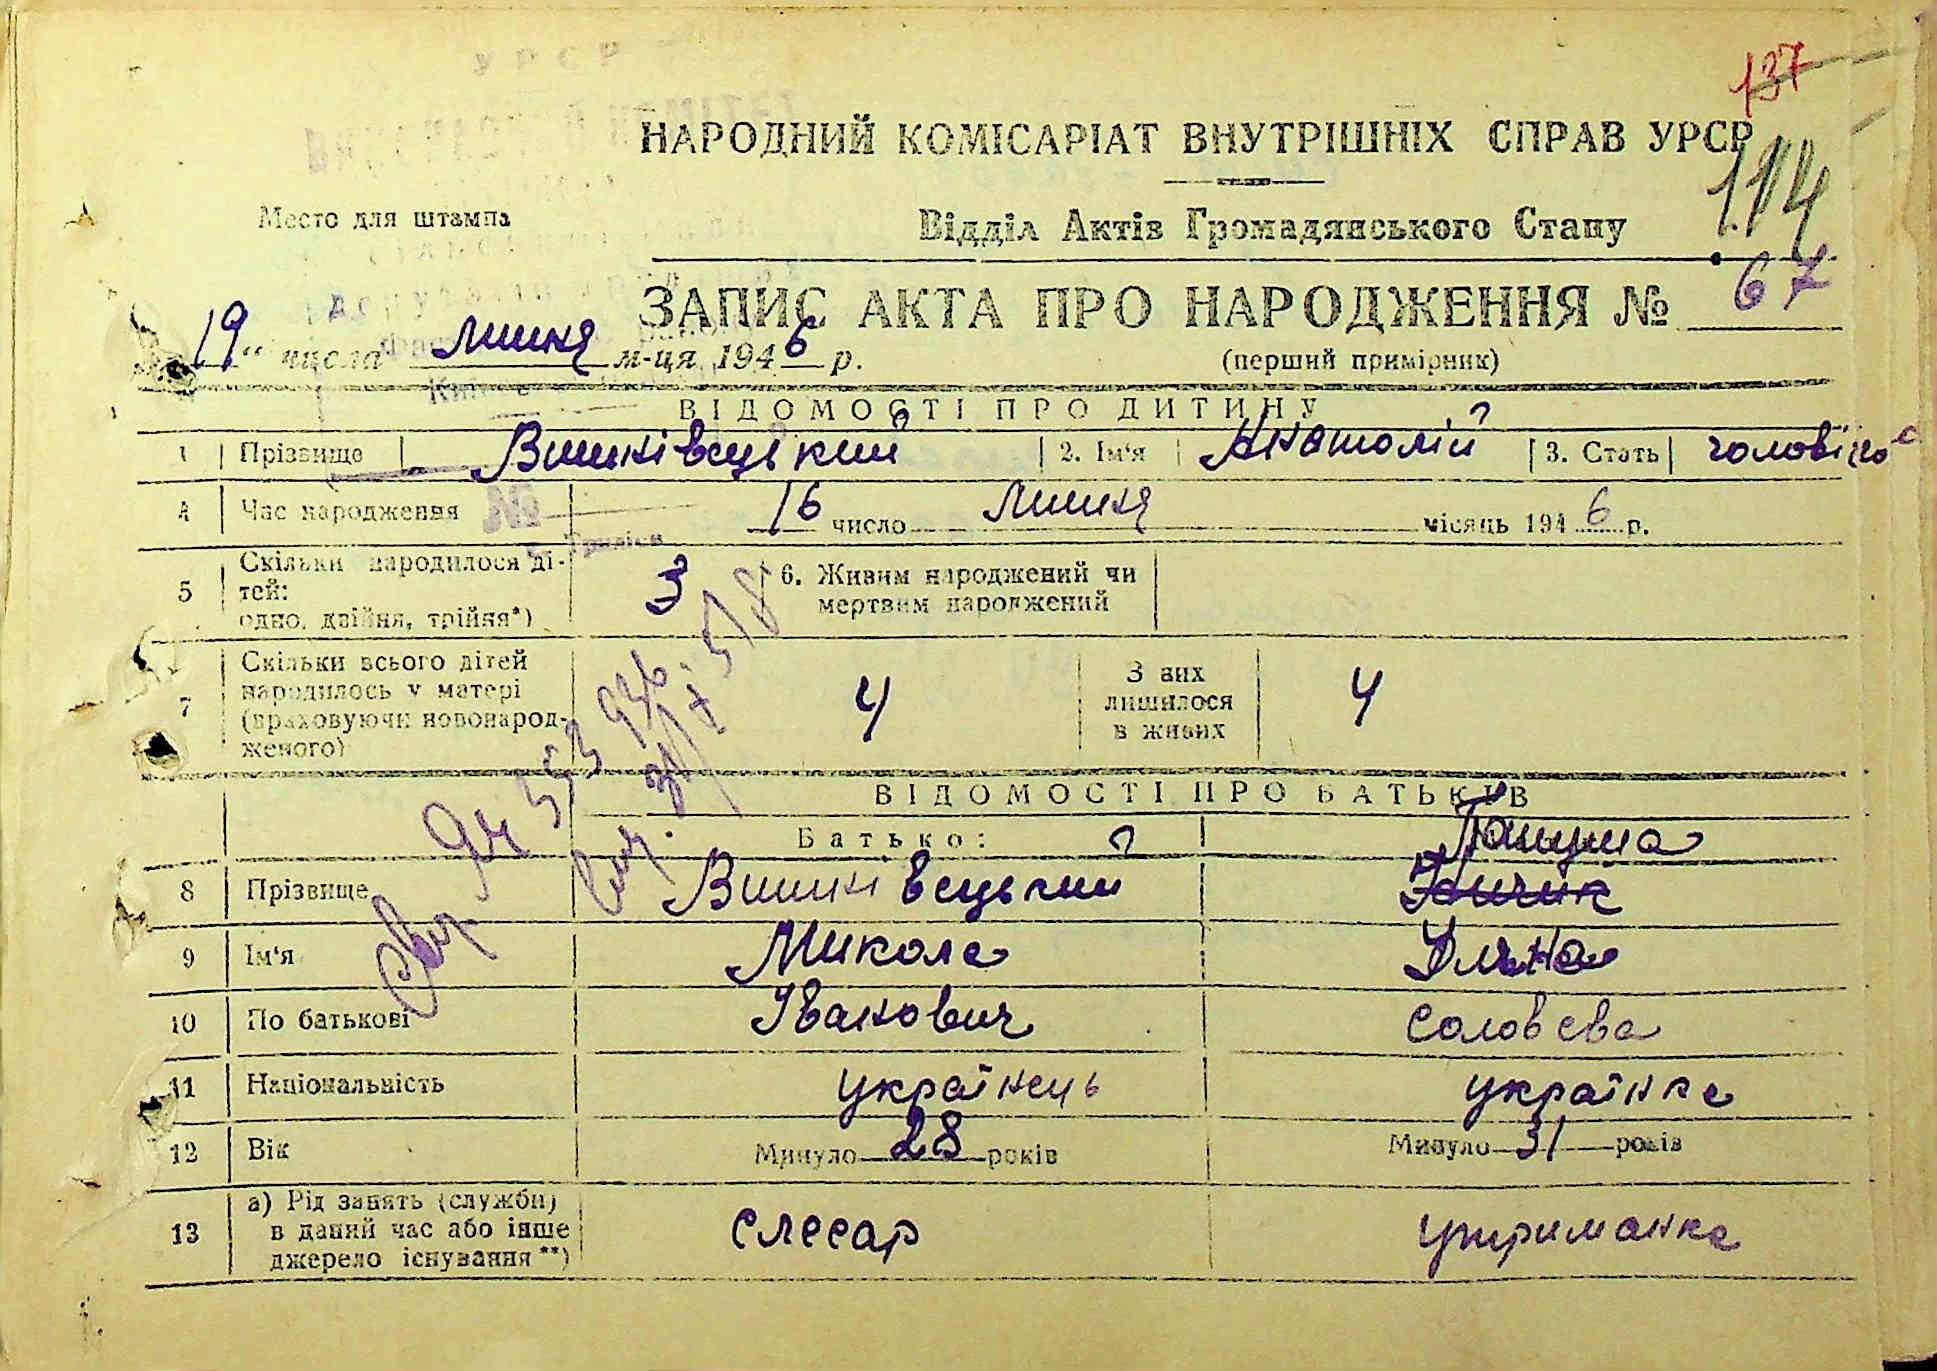 137
НАРОДНИЙ КОМІСАРІАТ ВНУТРІШНІХ СПРАВ УРСР
114
Место для штампа
Відділ Актів Громадянського Стану
ЗАПИС АКТА ПРО НАРОДЖЕННЯ № 67
19 “ числа липня м-ця 1946 р.
(перший примірник)
ВІДОМОСТІ ПРО ДИТИНУ
1 Прізвище Вишнівецький 2. Ім'я Анатолій 3. Стать чоловіча
4 Час народження 16 число липня місяць 1946 р.
5 Скільки народилося ді-
тей:
одно, двійня, трійня*)
3
6. Живим народжений чи
мертвим народжений
7 Скільки всього дітей
народилось у матері
(враховуючи новонарод-
женого)
4
З них
лишилося
в живих
4
ВІДОМОСТІ ПРО БАТЬКІВ
Батько:
8 Прізвище Вишнівецький
9 Ім'я Микола Уляна
10 По батькові Іванович Соловєва
11 Національність українець українка
12 Вік Минуло 28 років Минуло 31 років
13 а) Рід занять (служби)
в даний час або інше
джерело існування **)
слесар утриманка